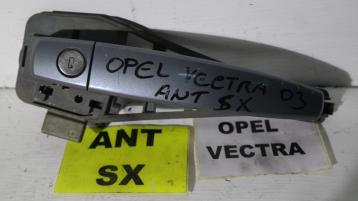 OPEL VECTRA 03
ANT SX
ANT
SX
OPEL
VECTRA